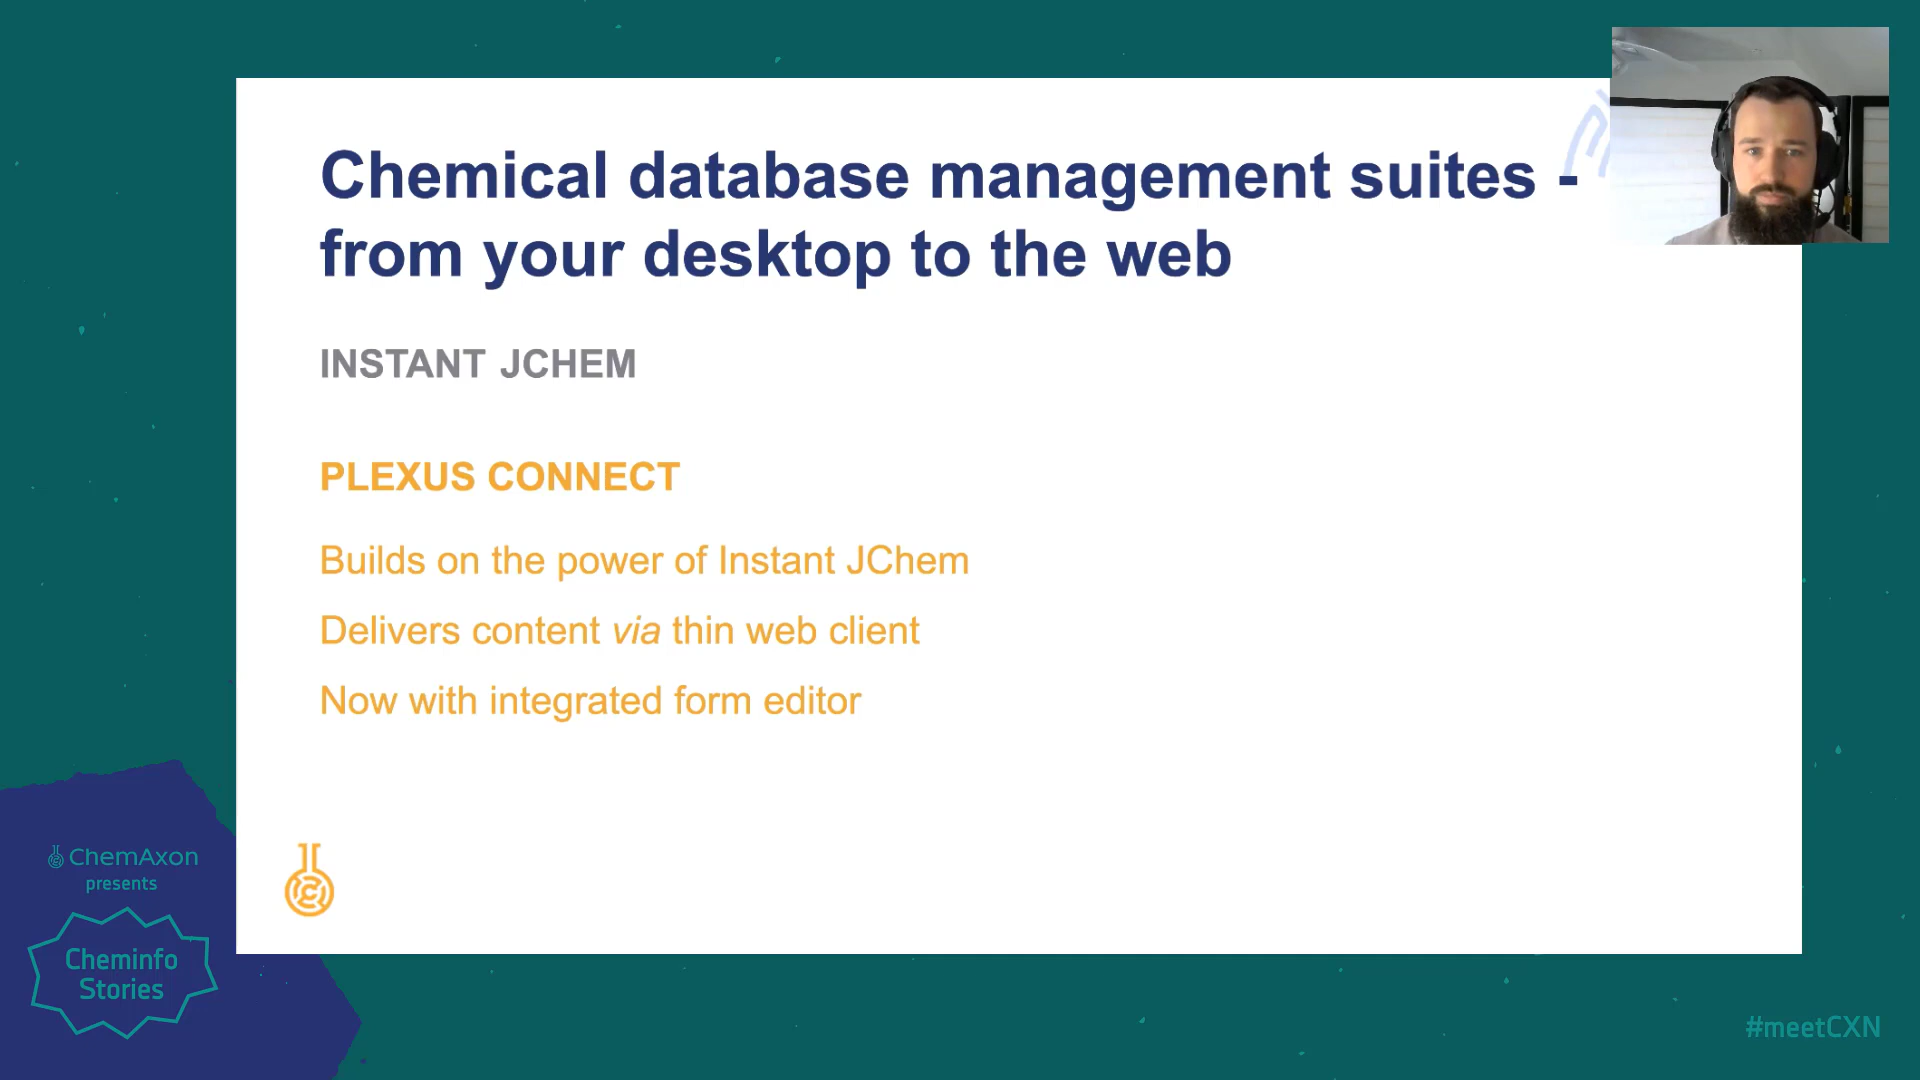 Chemical database management suites -
from your desktop to the web
INSTANT JCHEM
PLEXUS CONNECT
Builds on the power of Instant JChem
Delivers content via thin web client
Now with integrated form editor
ChemAxon
presents
Cheminfo
Stories
#meetCXN